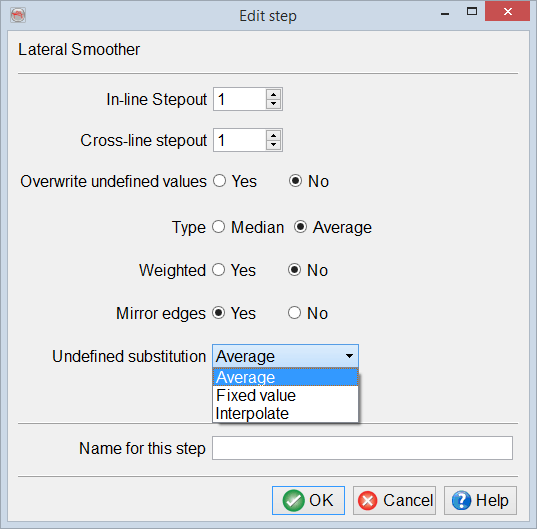 Edit step
Lateral Smoother
In-line Stepout 1
Cross-line stepout 1
Overwrite undefined values Yes No
Type Median Average
Weighted Yes No
Mirror edges Yes No
Undefined substitution Average
Average
Fixed value
Interpolate
Name for this step
OK Cancel Help